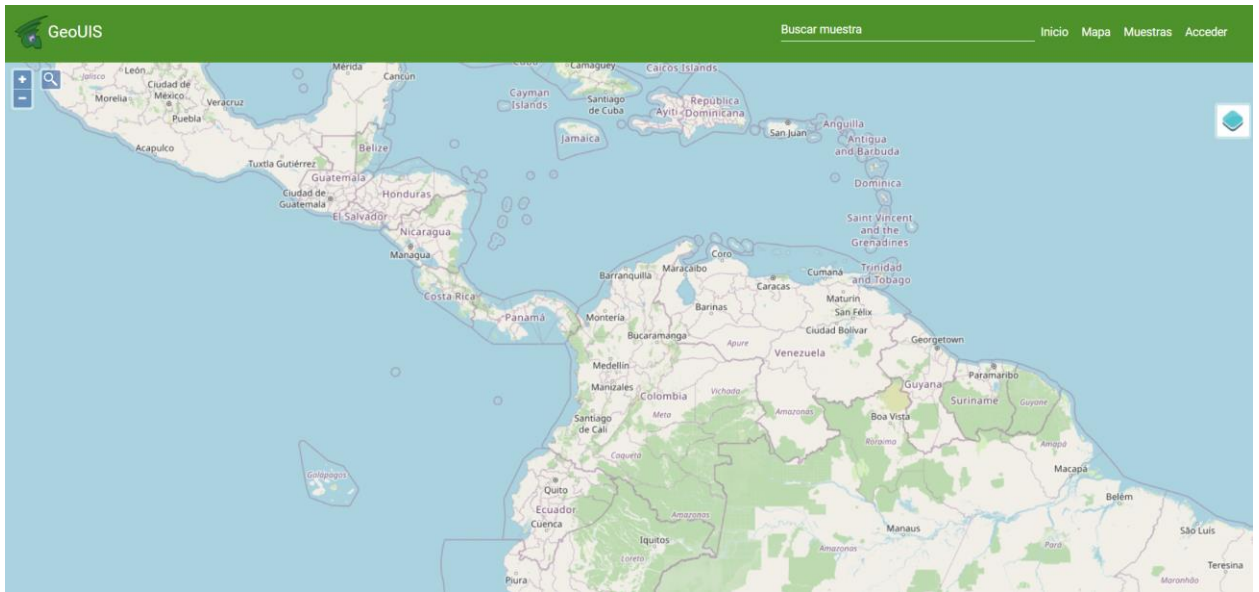 GeoUIS
Buscar muestra
Inicio Mapa Muestras Acceder
+
−
León
Jalisco
Ciudad de
México
Morelia
Veracruz
Puebla
Acapulco
Mérida
Cancún
Tuxtla Gutiérrez
Belize
Guatemala
Ciudad de
Guatemala
Honduras
El Salvador
Nicaragua
Managua
Costa Rica
Panamá
Cuba
Camagüey
Caicos Islands
Cayman
Islands
Santiago
de Cuba
Jamaica
República
Ayiti Dominicana
San Juan
Anguilla
Antigua
and Barbuda
Dominica
Saint Vincent
and the
Grenadines
Trinidad
and Tobago
Coro
Barranquilla
Maracaibo
Caracas
Cumaná
Maturín
San Félix
Barinas
Ciudad Bolívar
Montería
Bucaramanga
Apure
Venezuela
Georgetown
Medellín
Paramaribo
Manizales
Colombia
Vichada
Guyana
Suriname
Guyane
Meta
Amazonas
Boa Vista
Santiago
de Cali
Roraima
Amapá
Caquetá
Macapá
Galápagos
Quito
Belém
Ecuador
Amazonas
Cuenca
Manaus
São Luís
Iquitos
Amazonas
Pará
Loreto
Teresina
Piura
Maranhão